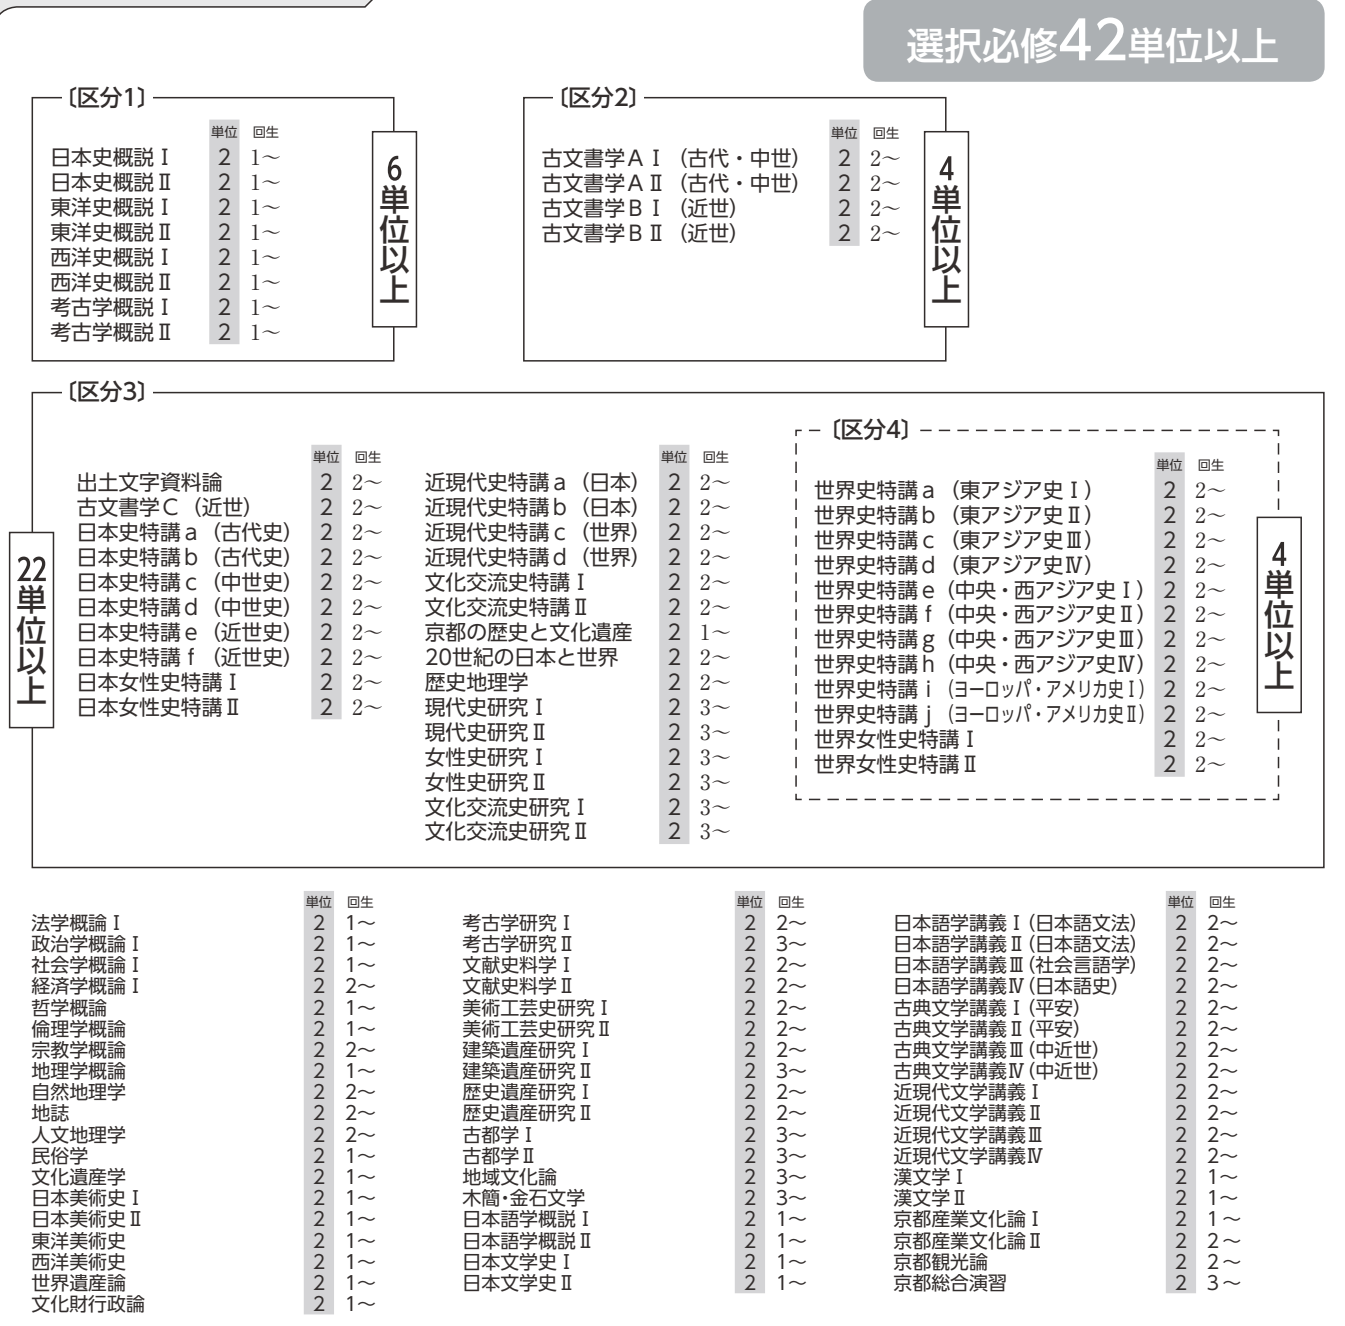 選択必修42単位以上
〔区分1〕
単位 回生
日本史概説Ⅰ 2 1～
日本史概説Ⅱ 2 1～
東洋史概説Ⅰ 2 1～
東洋史概説Ⅱ 2 1～
西洋史概説Ⅰ 2 1～
西洋史概説Ⅱ 2 1～
考古学概説Ⅰ 2 1～
考古学概説Ⅱ 2 1～
6単位以上
〔区分2〕
単位 回生
古文書学AⅠ（古代・中世） 2 2～
古文書学AⅡ（古代・中世） 2 2～
古文書学BⅠ（近世） 2 2～
古文書学BⅡ（近世） 2 2～
4単位以上
〔区分3〕
22単位以上
単位 回生
出土文字資料論 2 2～
古文書学C（近世） 2 2～
日本史特講a（古代史） 2 2～
日本史特講b（古代史） 2 2～
日本史特講c（中世史） 2 2～
日本史特講d（中世史） 2 2～
日本史特講e（近世史） 2 2～
日本史特講f（近世史） 2 2～
日本女性史特講Ⅰ 2 2～
日本女性史特講Ⅱ 2 2～
単位 回生
近現代史特講a（日本） 2 2～
近現代史特講b（日本） 2 2～
近現代史特講c（世界） 2 2～
近現代史特講d（世界） 2 2～
文化交流史特講Ⅰ 2 2～
文化交流史特講Ⅱ 2 2～
京都の歴史と文化遺産 2 1～
20世紀の日本と世界 2 2～
歴史地理学 2 2～
現代史研究Ⅰ 2 3～
現代史研究Ⅱ 2 3～
女性史研究Ⅰ 2 3～
女性史研究Ⅱ 2 3～
文化交流史研究Ⅰ 2 3～
文化交流史研究Ⅱ 2 3～
〔区分4〕
単位 回生
世界史特講a（東アジア史Ⅰ） 2 2～
世界史特講b（東アジア史Ⅱ） 2 2～
世界史特講c（東アジア史Ⅲ） 2 2～
世界史特講d（東アジア史Ⅳ） 2 2～
世界史特講e（中央・西アジア史Ⅰ） 2 2～
世界史特講f（中央・西アジア史Ⅱ） 2 2～
世界史特講g（中央・西アジア史Ⅲ） 2 2～
世界史特講h（中央・西アジア史Ⅳ） 2 2～
世界史特講i（ヨーロッパ・アメリカ史Ⅰ） 2 2～
世界史特講j（ヨーロッパ・アメリカ史Ⅱ） 2 2～
世界女性史特講Ⅰ 2 2～
世界女性史特講Ⅱ 2 2～
4単位以上
単位 回生
法学概論Ⅰ 2 1～
政治学概論Ⅰ 2 1～
社会学概論Ⅰ 2 1～
経済学概論Ⅰ 2 2～
哲学概論 2 1～
倫理学概論 2 1～
宗教学概論 2 2～
地理学概論 2 1～
自然地理学 2 2～
地誌 2 2～
人文地理学 2 2～
民俗学 2 1～
文化遺産学 2 1～
日本美術史Ⅰ 2 1～
日本美術史Ⅱ 2 1～
東洋美術史 2 1～
西洋美術史 2 1～
世界遺産論 2 1～
文化財行政論 2 1～
単位 回生
考古学研究Ⅰ 2 2～
考古学研究Ⅱ 2 3～
文献史料学Ⅰ 2 2～
文献史料学Ⅱ 2 2～
美術工芸史研究Ⅰ 2 2～
美術工芸史研究Ⅱ 2 2～
建築遺産研究Ⅰ 2 2～
建築遺産研究Ⅱ 2 3～
歴史遺産研究Ⅰ 2 2～
歴史遺産研究Ⅱ 2 2～
古都学Ⅰ 2 3～
古都学Ⅱ 2 3～
地域文化論 2 3～
木簡・金石文学 2 3～
日本語学概説Ⅰ 2 1～
日本語学概説Ⅱ 2 1～
日本文学史Ⅰ 2 1～
日本文学史Ⅱ 2 1～
単位 回生
日本語学講義Ⅰ（日本語文法） 2 2～
日本語学講義Ⅱ（日本語文法） 2 2～
日本語学講義Ⅲ（社会言語学） 2 2～
日本語学講義Ⅳ（日本語史） 2 2～
古典文学講義Ⅰ（平安） 2 2～
古典文学講義Ⅱ（平安） 2 2～
古典文学講義Ⅲ（中近世） 2 2～
古典文学講義Ⅳ（中近世） 2 2～
近現代文学講義Ⅰ 2 2～
近現代文学講義Ⅱ 2 2～
近現代文学講義Ⅲ 2 2～
近現代文学講義Ⅳ 2 2～
漢文学Ⅰ 2 1～
漢文学Ⅱ 2 1～
京都産業文化論Ⅰ 2 1～
京都産業文化論Ⅱ 2 2～
京都観光論 2 2～
京都総合演習 2 3～